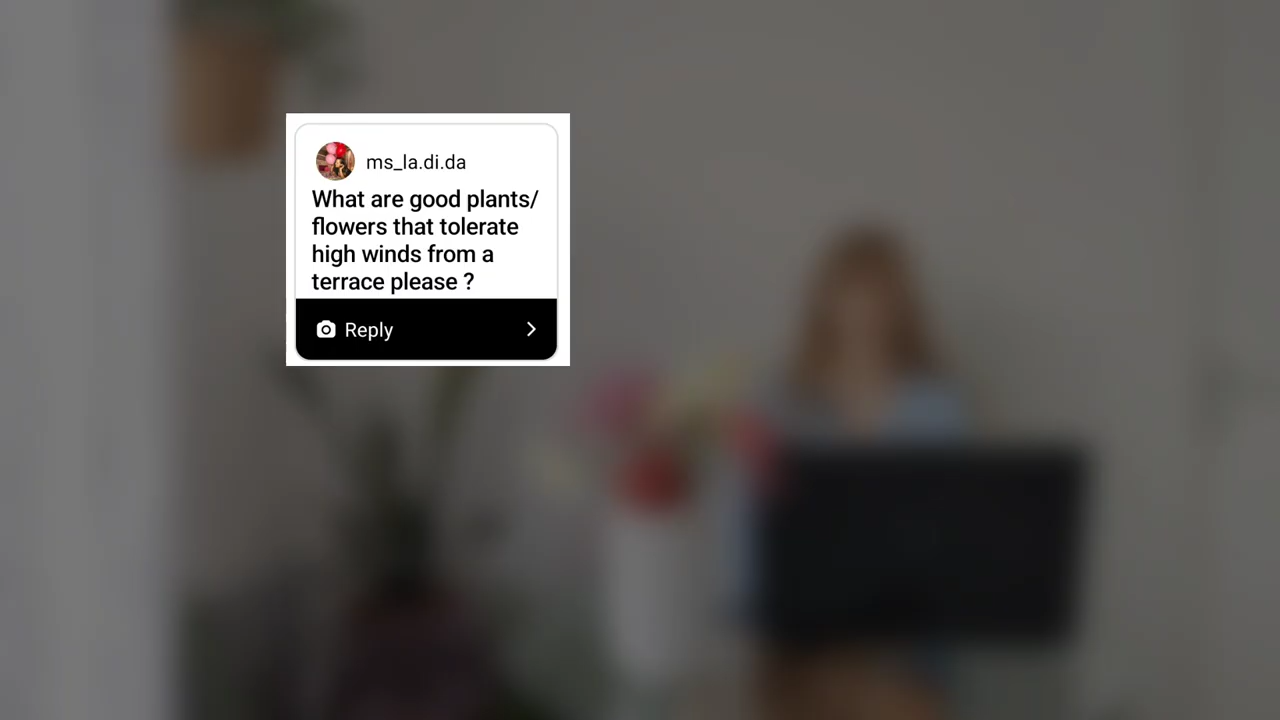 ms_la.di.da
What are good plants/
flowers that tolerate
high winds from a
terrace please ?
Reply